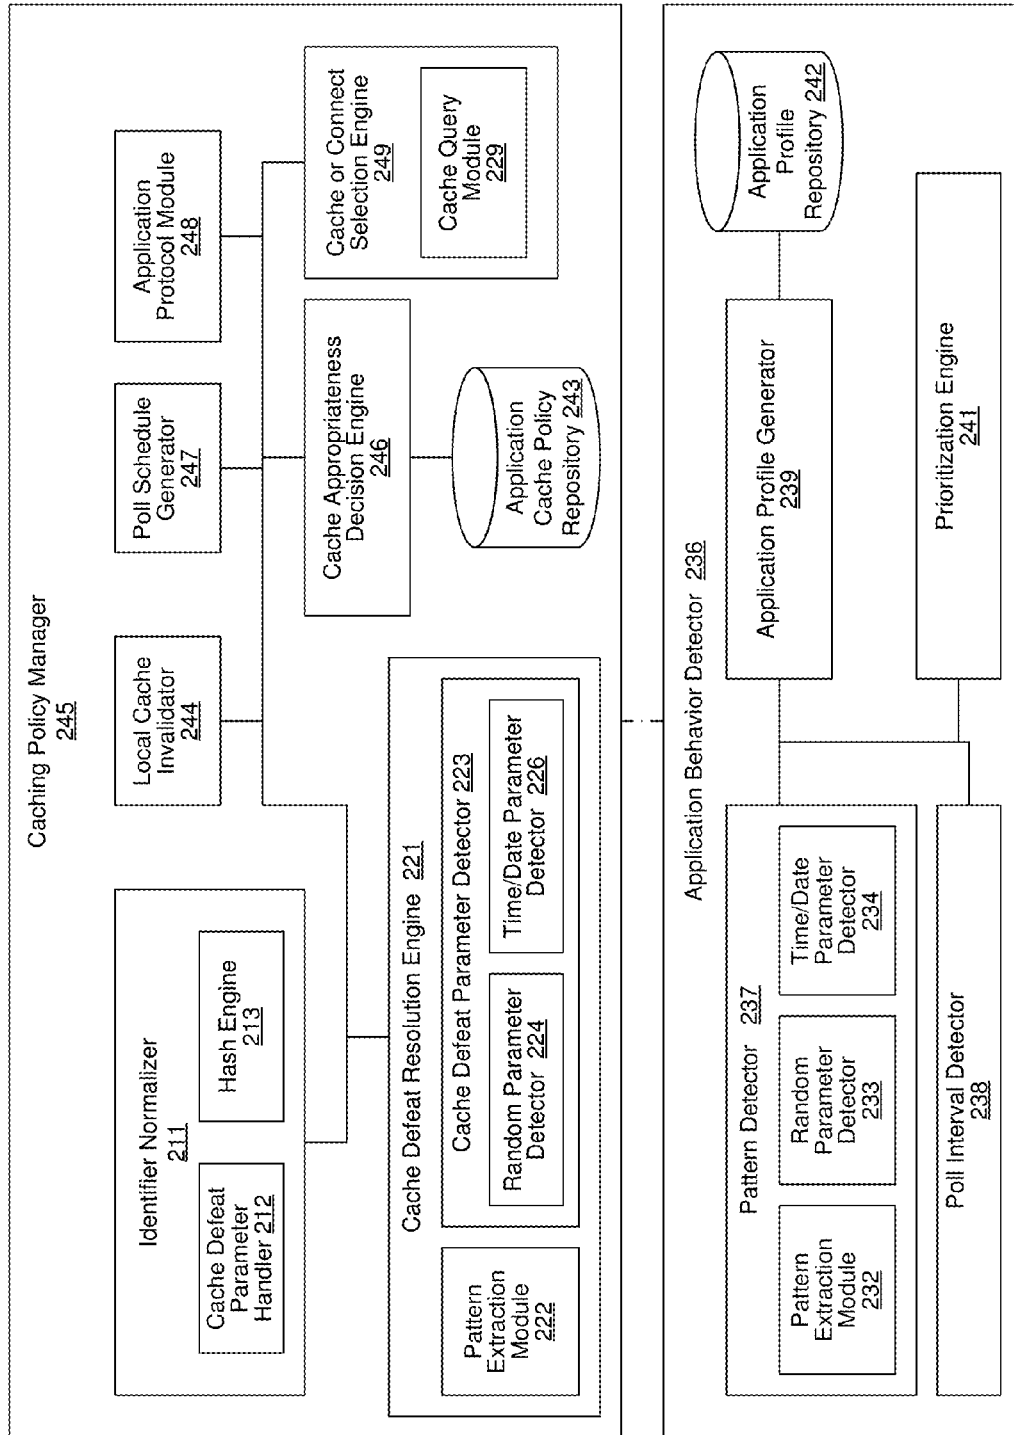 Caching Policy Manager
245
Identifier Normalizer
211
Cache Defeat
Parameter
Handler 212
Hash Engine
213
Local Cache
Invalidator
244
Poll Schedule
Generator
247
Application
Protocol Module
248
Cache Defeat Resolution Engine 221
Pattern
Extraction
Module
222
Cache Defeat Parameter Detector 223
Random Parameter
Detector 224
Time/Date Parameter
Detector 226
Cache Appropriateness
Decision Engine
246
Application
Cache Policy
Repository 243
Cache or Connect
Selection Engine
249
Cache Query
Module
229
Application Behavior Detector 236
Pattern Detector 237
Pattern
Extraction
Module
232
Random
Parameter
Detector
233
Time/Date
Parameter
Detector
234
Poll Interval Detector
238
Application Profile Generator
239
Application
Profile
Repository 242
Prioritization Engine
241